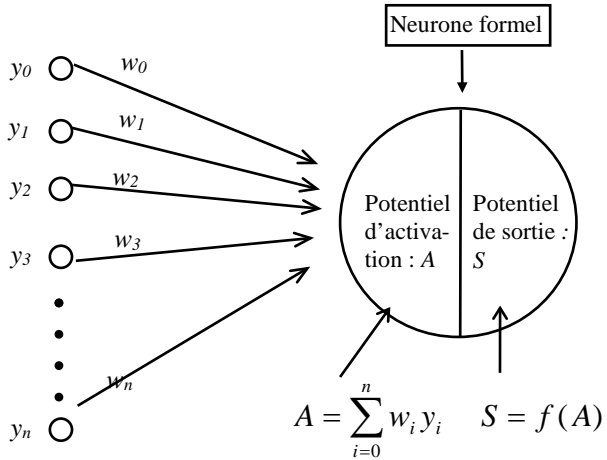 Neurone formel
y0 w0
y1 w1
y2 w2
y3 w3
yn wn
Potentiel
d'activa-
tion : A
Potentiel
de sortie :
S
A = \sum_{i=0}^{n} w_i y_i
S = f(A)